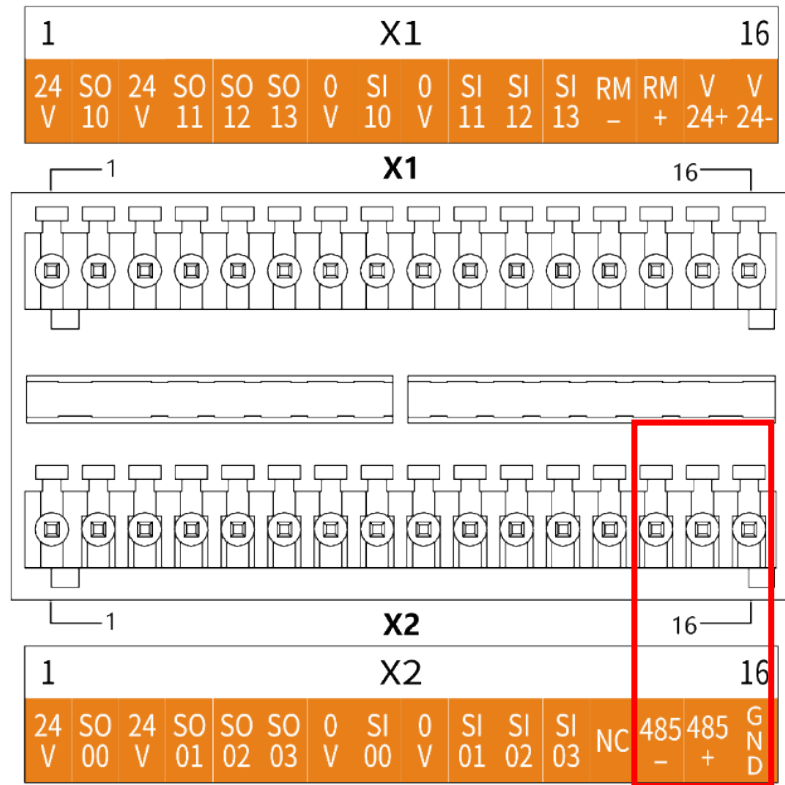 1 X1 16
24 SO 24 SO SO SO 0 SI 0 SI SI SI RM RM V V
V 10 V 11 12 13 V 10 V 11 12 13 – + 24+ 24-
1 X1 16
1 X2 16
1 X2 16
24 SO 24 SO SO SO 0 SI 0 SI SI SI NC 485 485 GND
V 00 V 01 02 03 V 00 V 01 02 03 – +